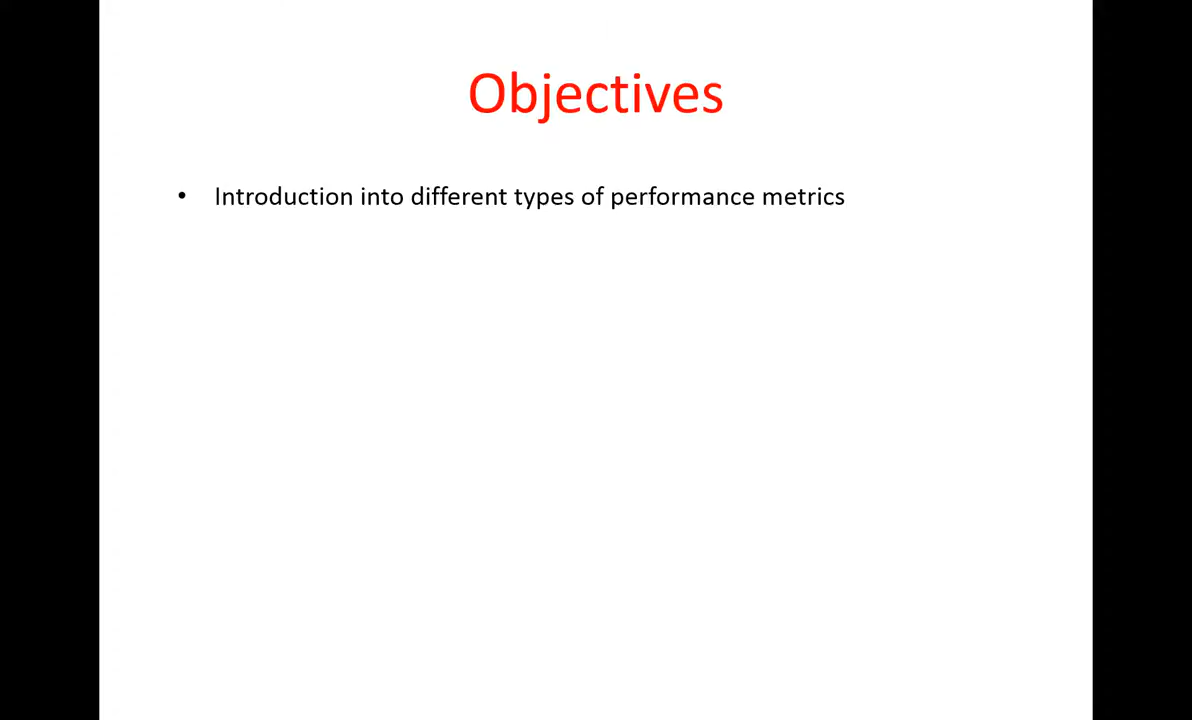 Objectives
• Introduction into different types of performance metrics